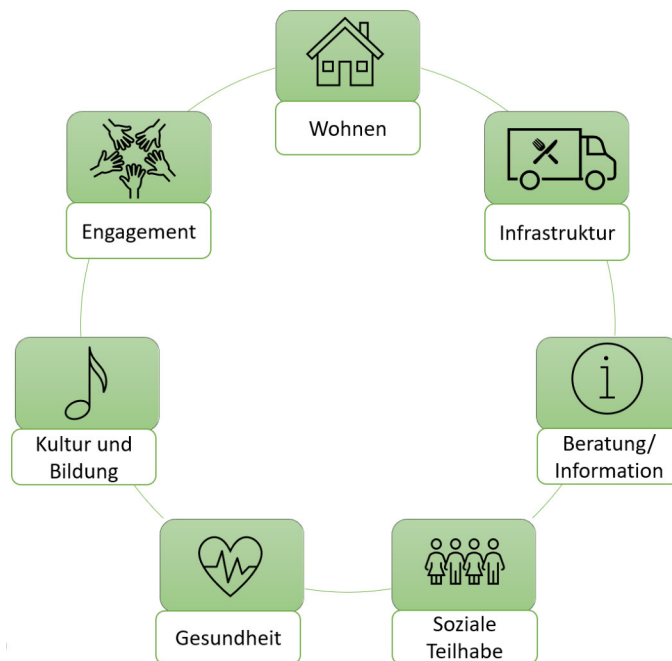 Wohnen
Infrastruktur
Beratung/
Information
Soziale
Teilhabe
Gesundheit
Kultur und
Bildung
Engagement